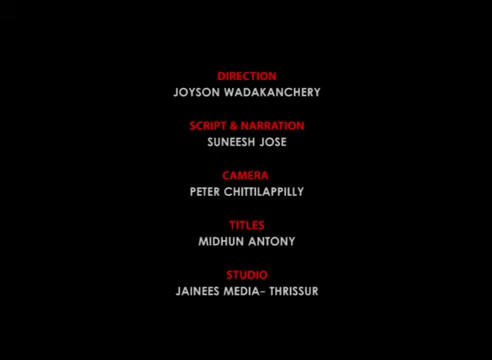 DIRECTION
JOYSON WADAKANCHERY
SCRIPT & NARRATION
SUNEESH JOSE
CAMERA
PETER CHITTILAPPILLY
TITLES
MIDHUN ANTONY
STUDIO
JAINEES MEDIA- THRISSUR